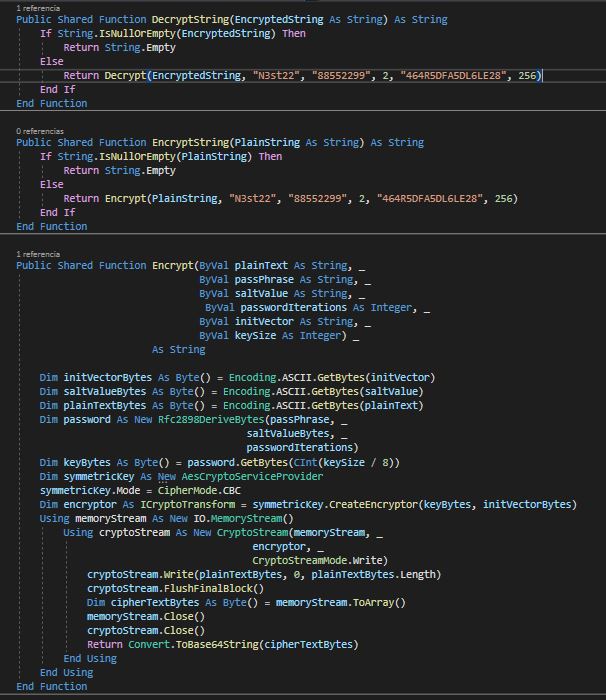 1 referencia
Public Shared Function DecryptString(EncryptedString As String) As String
If String.IsNullOrEmpty(EncryptedString) Then
Return String.Empty
Else
Return Decrypt(EncryptedString, "N3st22", "88552299", 2, "464R5DFA5DL6LE28", 256)
End If
End Function
0 referencias
Public Shared Function EncryptString(PlainString As String) As String
If String.IsNullOrEmpty(PlainString) Then
Return String.Empty
Else
Return Encrypt(PlainString, "N3st22", "88552299", 2, "464R5DFA5DL6LE28", 256)
End If
End Function
1 referencia
Public Shared Function Encrypt(ByVal plainText As String, _
ByVal passPhrase As String, _
ByVal saltValue As String, _
ByVal passwordIterations As Integer, _
ByVal initVector As String, _
ByVal keySize As Integer) _
As String
Dim initVectorBytes As Byte() = Encoding.ASCII.GetBytes(initVector)
Dim saltValueBytes As Byte() = Encoding.ASCII.GetBytes(saltValue)
Dim plainTextBytes As Byte() = Encoding.ASCII.GetBytes(plainText)
Dim password As New Rfc2898DeriveBytes(passPhrase, _
saltValueBytes, _
passwordIterations)
Dim keyBytes As Byte() = password.GetBytes(CInt(keySize / 8))
Dim symmetricKey As New AesCryptoServiceProvider
symmetricKey.Mode = CipherMode.CBC
Dim encryptor As ICryptoTransform = symmetricKey.CreateEncryptor(keyBytes, initVectorBytes)
Using memoryStream As New IO.MemoryStream()
Using cryptoStream As New CryptoStream(memoryStream, _
encryptor, _
CryptoStreamMode.Write)
cryptoStream.Write(plainTextBytes, 0, plainTextBytes.Length)
cryptoStream.FlushFinalBlock()
Dim cipherTextBytes As Byte() = memoryStream.ToArray()
memoryStream.Close()
cryptoStream.Close()
Return Convert.ToBase64String(cipherTextBytes)
End Using
End Using
End Function